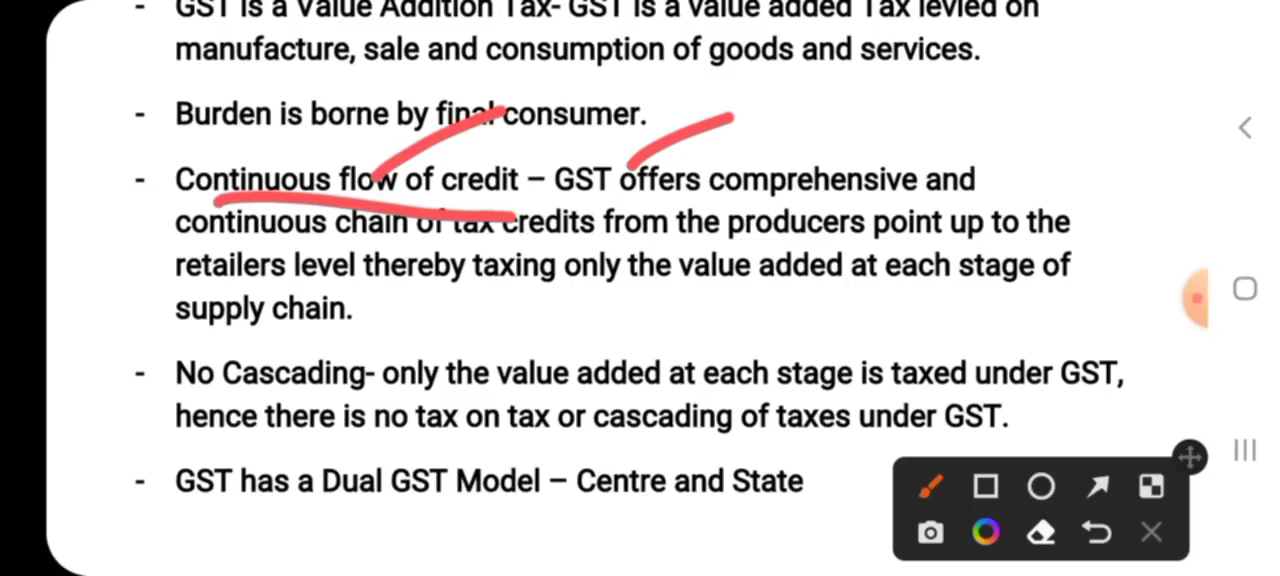 - GST is a Value Addition Tax- GST is a value added Tax levied on
manufacture, sale and consumption of goods and services.
- Burden is borne by final consumer.
- Continuous flow of credit – GST offers comprehensive and
continuous chain of tax credits from the producers point up to the
retailers level thereby taxing only the value added at each stage of
supply chain.
- No Cascading- only the value added at each stage is taxed under GST,
hence there is no tax on tax or cascading of taxes under GST.
- GST has a Dual GST Model – Centre and State